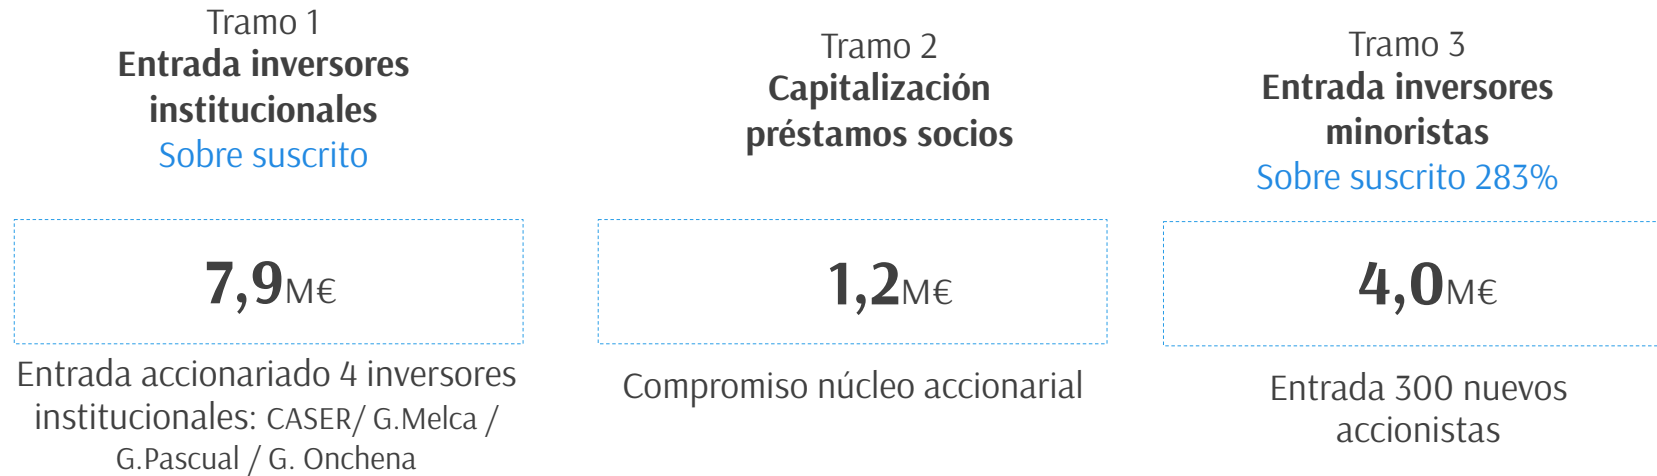 Tramo 1
Entrada inversores
institucionales
Sobre suscrito
7,9M€
Entrada accionariado 4 inversores
institucionales: CASER/ G.Melca /
G.Pascual / G. Onchena
Tramo 2
Capitalización
préstamos socios
1,2M€
Compromiso núcleo accionarial
Tramo 3
Entrada inversores
minoristas
Sobre suscrito 283%
4,0M€
Entrada 300 nuevos
accionistas